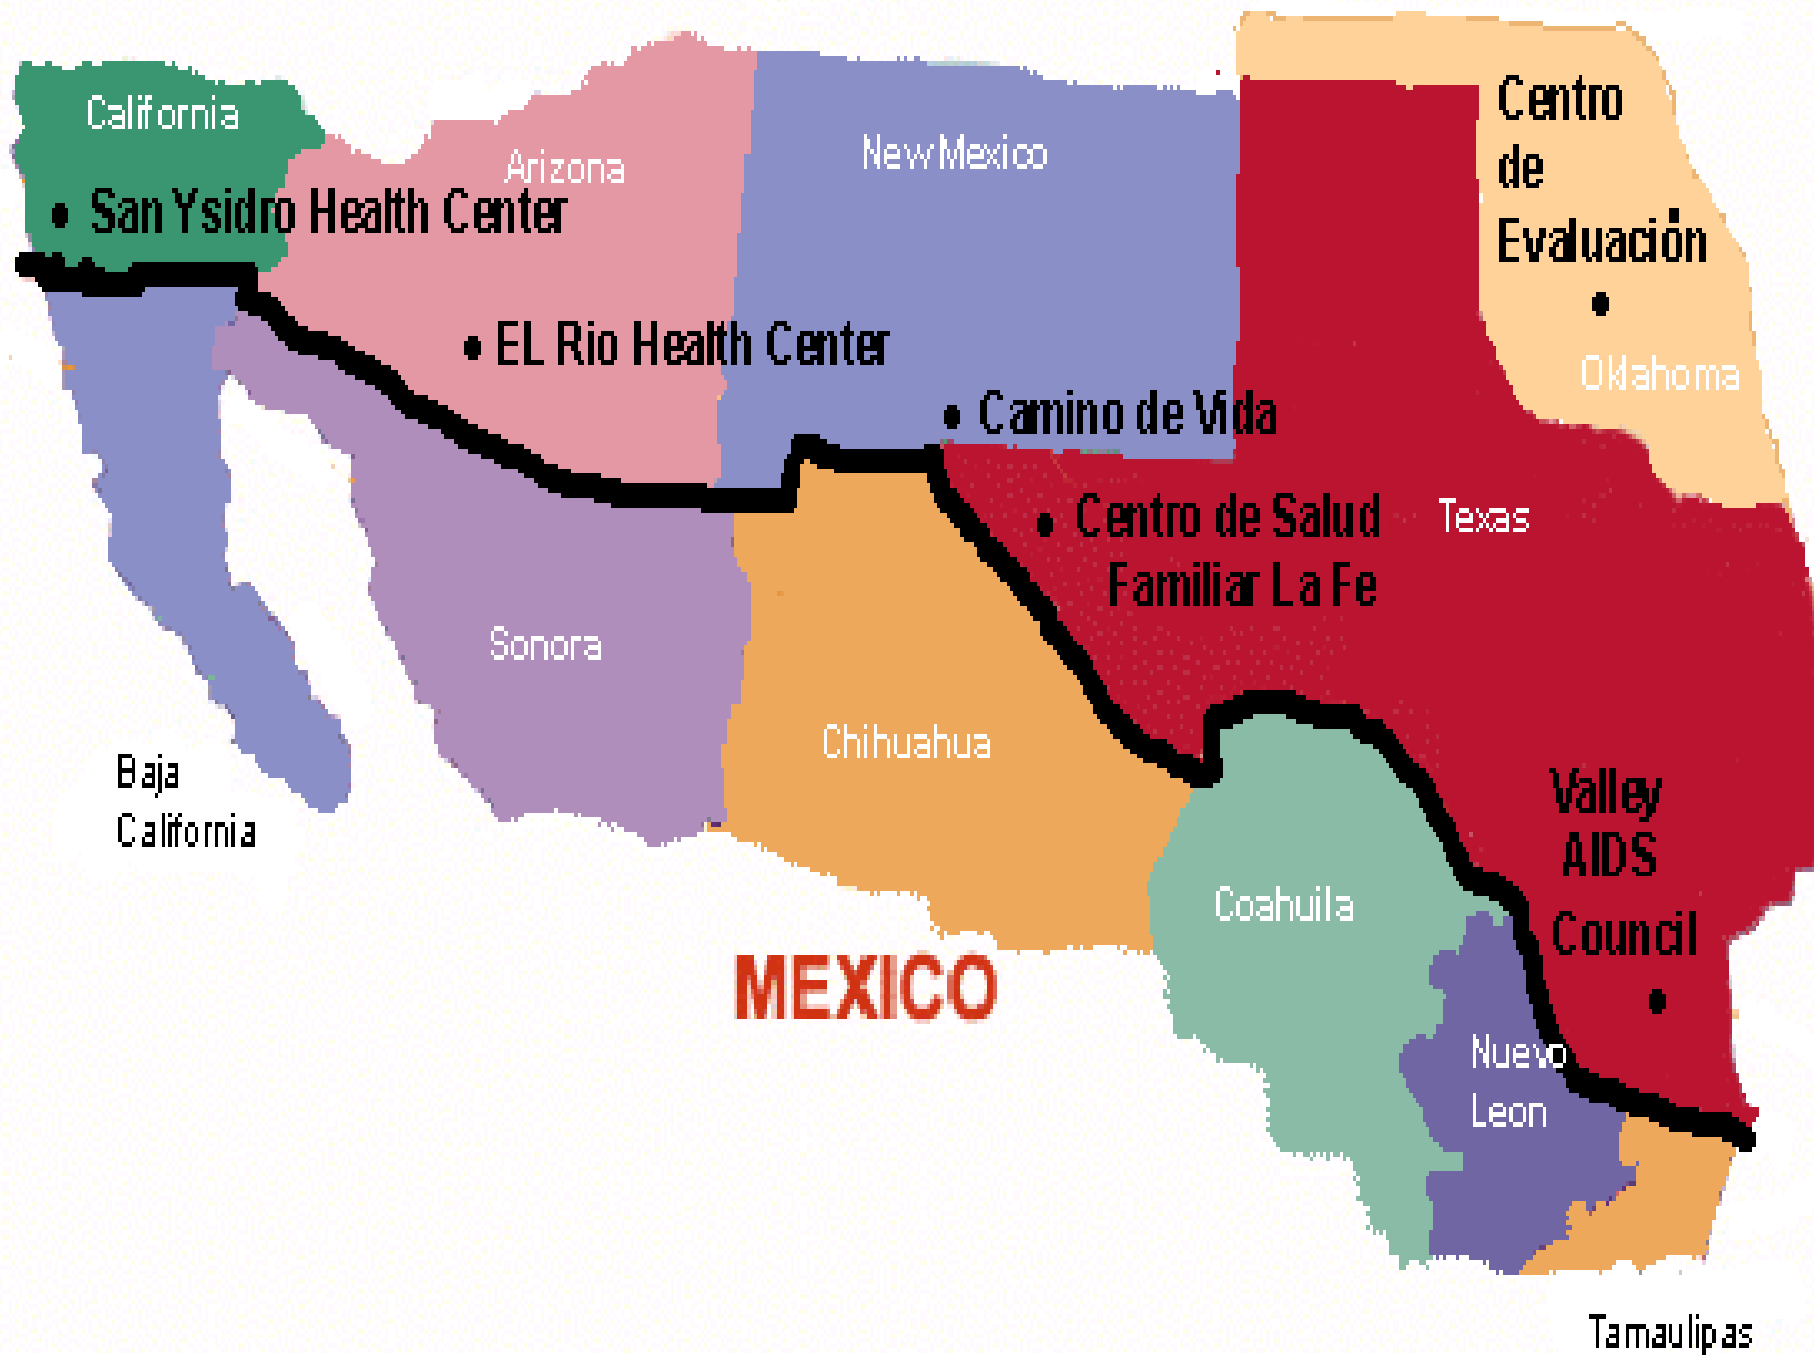 California
Arizona
New Mexico
Centro
de
Evaluación
San Ysidro Health Center
EL Rio Health Center
Oklahoma
Camino de Vida
Centro de Salud
Familiar La Fe
Texas
Sonora
Chihuahua
Baja
California
Valley
AIDS
Council
Coahuila
MEXICO
Nuevo
Leon
Tamaulipas